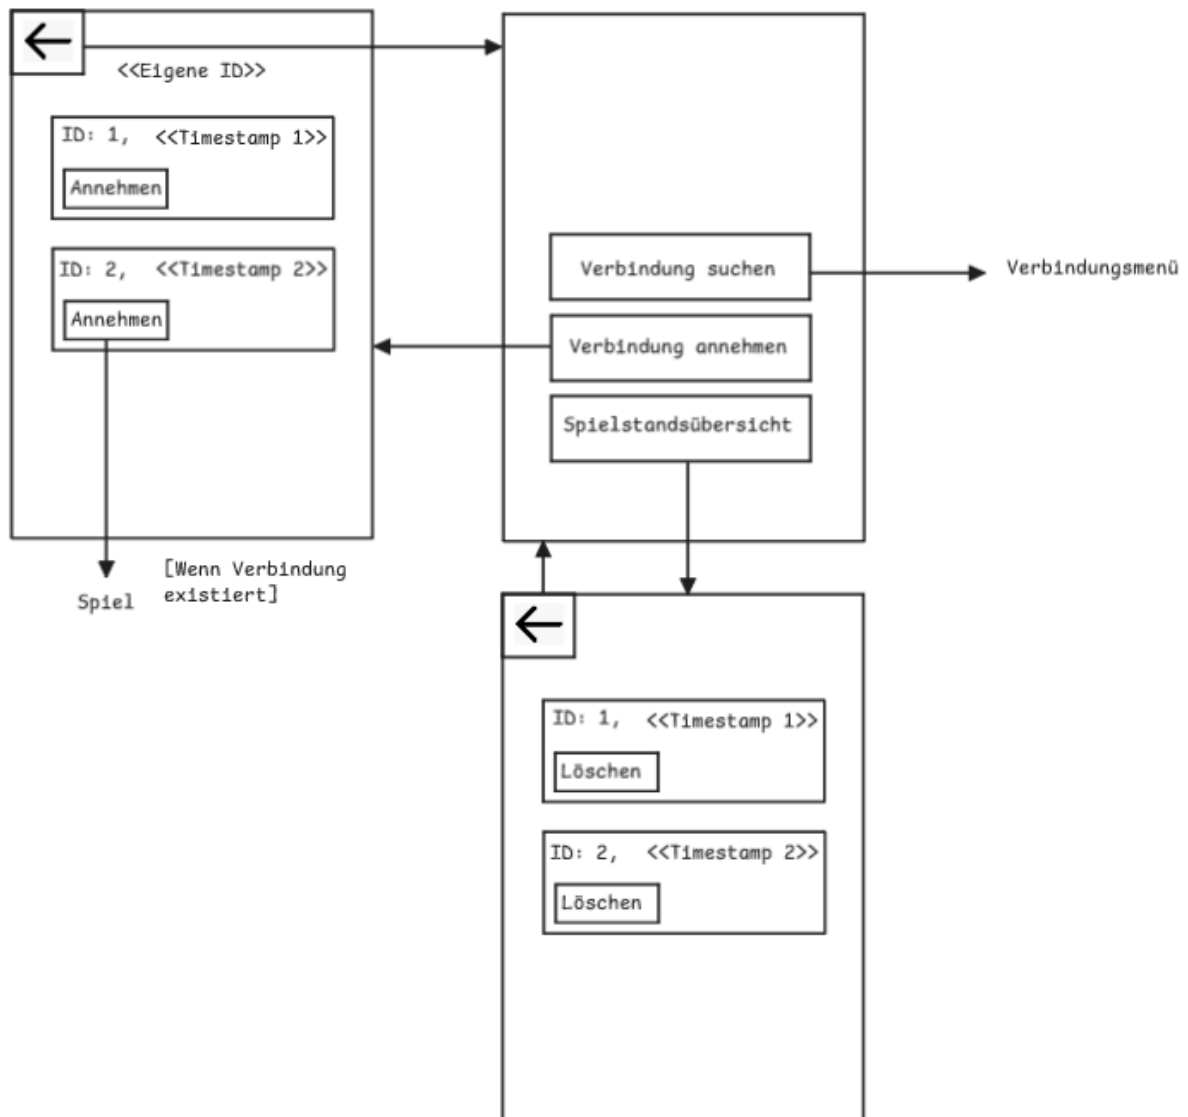 <<Eigene ID>>
ID: 1, <<Timestamp 1>>
Annehmen
ID: 2, <<Timestamp 2>>
Annehmen
[Wenn Verbindung
existiert]
Spiel
Verbindung suchen
Verbindung annehmen
Spielstandsübersicht
Verbindungsmenü
ID: 1, <<Timestamp 1>>
Löschen
ID: 2, <<Timestamp 2>>
Löschen